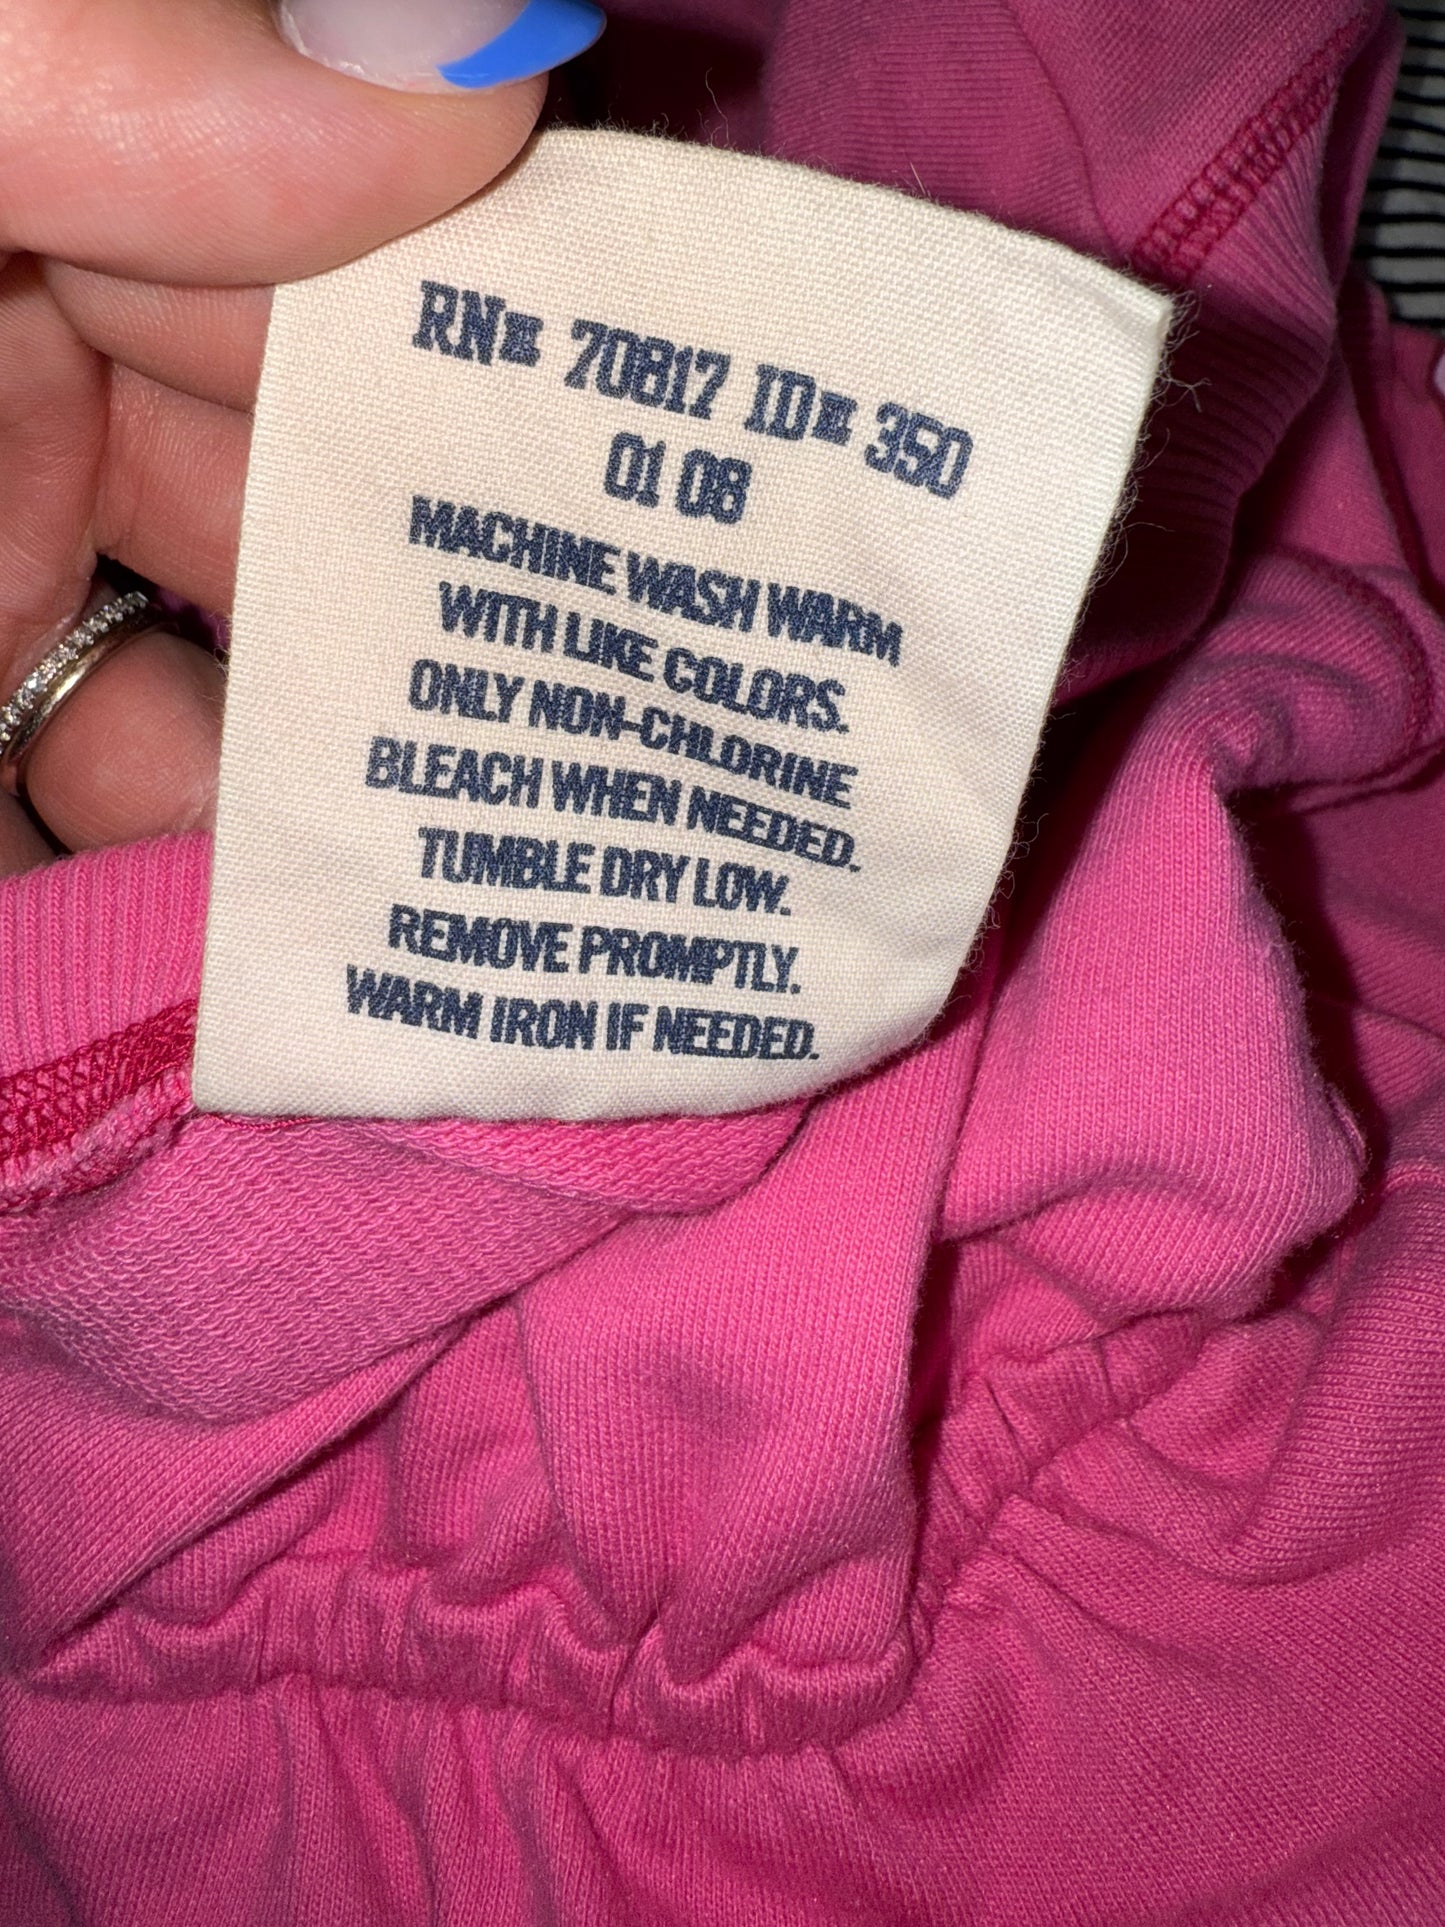 RN# 70817 ID# 350
01 08
MACHINE WASH WARM
WITH LIKE COLORS.
ONLY NON-CHLORINE
BLEACH WHEN NEEDED.
TUMBLE DRY LOW.
REMOVE PROMPTLY.
WARM IRON IF NEEDED.